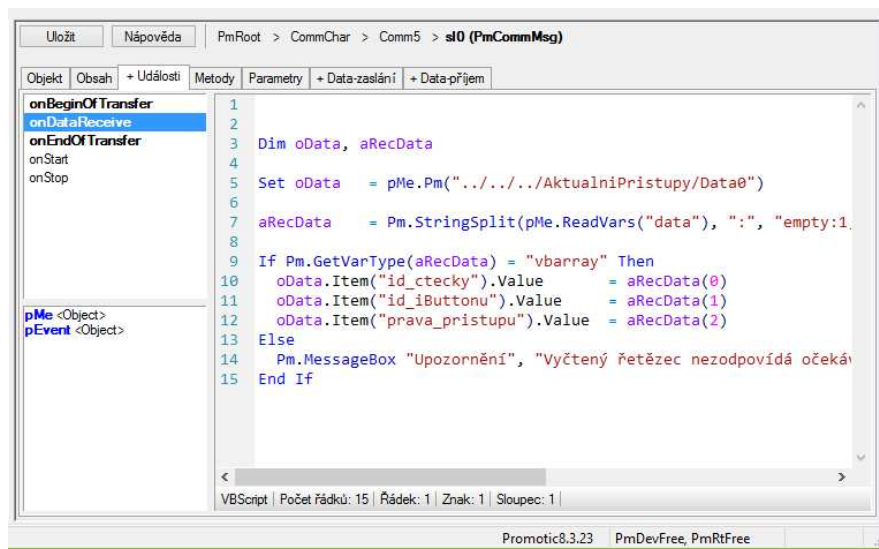 Uložit Nápověda PmRoot > CommChar > Comm5 > sl0 (PmCommMsg)
Objekt Obsah + Události Metody Parametry + Data-zaslání + Data-příjem
onBeginOfTransfer
onDataReceive
onEndOfTransfer
onStart
onStop
pMe <Object>
pEvent <Object>
1
2
3 Dim oData, aRecData
4
5 Set oData = pMe.Pm("../../../AktualniPristupy/Data0")
6
7 aRecData = Pm.StringSplit(pMe.ReadVars("data"), ":", "empty:1
8
9 If Pm.GetVarType(aRecData) = "vbarray" Then
10 oData.Item("id_ctecky").Value = aRecData(0)
11 oData.Item("id_iButtonu").Value = aRecData(1)
12 oData.Item("prava_pristupu").Value = aRecData(2)
13 Else
14 Pm.MessageBox "Upozornění", "Vyčtený řetězec nezodpovídá očeká
15 End If
VBScript Počet řádků: 15 Řádek: 1 Znak: 1 Sloupec: 1
Promotic8.3.23 PmDevFree, PmRtFree